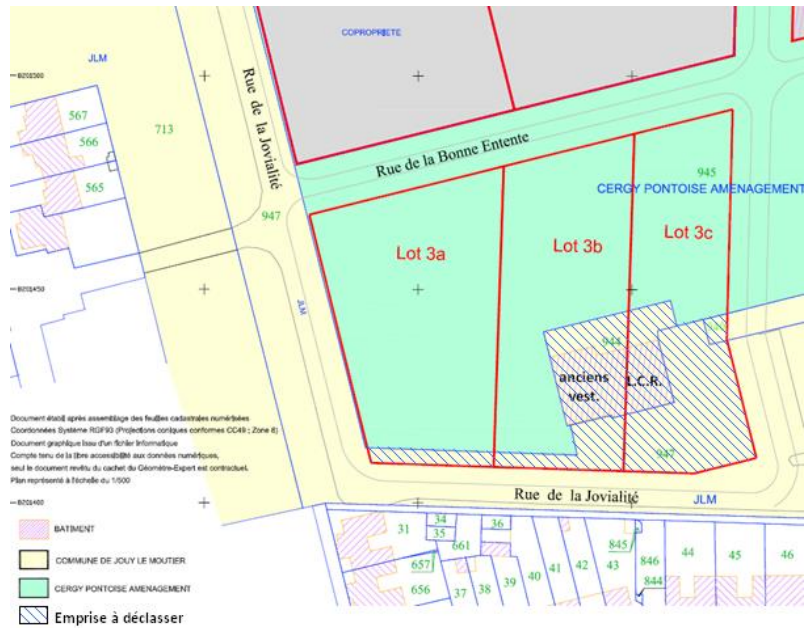 COPROPRIETE
JLM
8201500
567
566
565
713
Rue de la Jovialité
947
Rue de la Bonne Entente
945
CERGY PONTOISE AMENAGEMENT
Lot 3a
Lot 3b
Lot 3c
8201450
JLM
944
anciens
vest.
L.C.R.
947
Document établi après assemblage des feuilles cadastrales numérisées
Coordonnées Système RGF93 (Projections coniques conformes CC49 ; Zone 8)
Document graphique issu d'un fichier informatique
Compte tenu de la libre accessibilité aux données numériques,
seul le document revêtu du cachet du Géomètre-Expert est contractuel.
Plan représenté à l'échelle du 1/500
8201400
Rue de la Jovialité
JLM
BATIMENT
COMMUNE DE JOUY LE MOUTIER
CERGY PONTOISE AMENAGEMENT
Emprise à déclasser
31
34
35
36
661
657
656
37
38
39
40
41
42
43
845
846
844
44
45
46